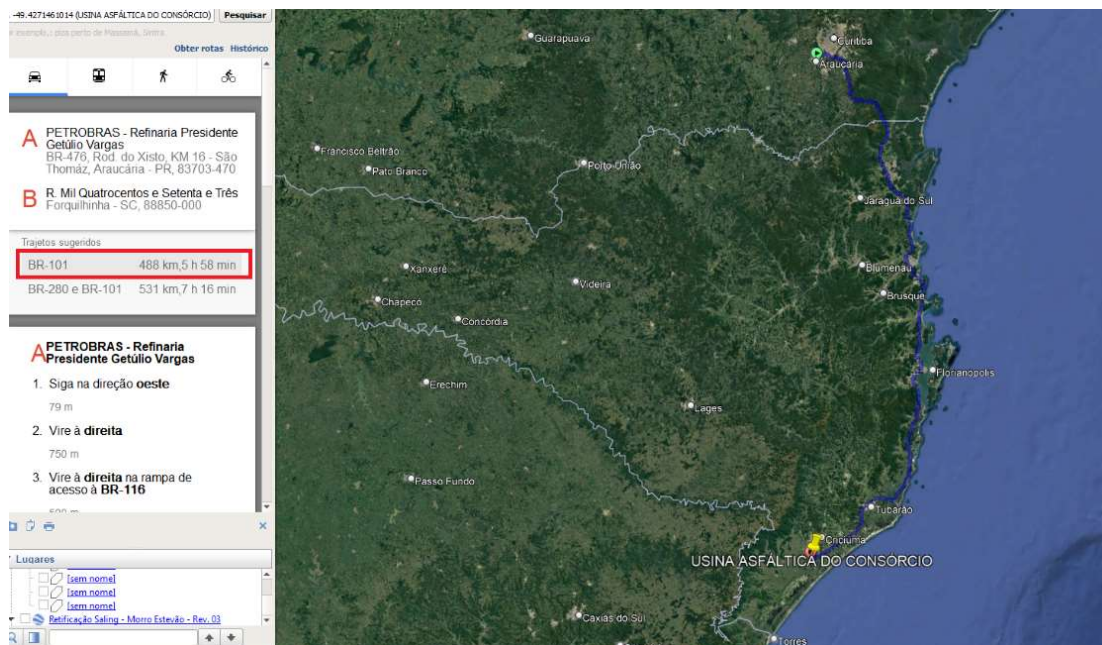 -49.4271461014 (USINA ASFÁLTICA DO CONSÓRCIO) Pesquisar
Obter rotas Histórico
A PETROBRAS - Refinaria Presidente
Getúlio Vargas
BR-476, Rod. do Xisto, KM 16 - São
Thomáz, Araucária - PR, 83703-470
B R. Mil Quatrocentos e Setenta e Três
Forquilhinha - SC, 88850-000
Trajetos sugeridos
BR-101 488 km,5 h 58 min
BR-280 e BR-101 531 km,7 h 16 min
A PETROBRAS - Refinaria
Presidente Getúlio Vargas
1. Siga na direção oeste
79 m
2. Vire à direita
750 m
3. Vire à direita na rampa de
acesso à BR-116
Lugares
[sem nome]
[sem nome]
[sem nome]
Retificação Saling - Morro Estevão - Rev. 03
Guarapuava
Curitiba
Araucária
Francisco Beltrão
Pato Branco
Porto União
Jaragua do Sul
Xanxerê
Blumenau
Videira
Brusque
Chapecó
Concórdia
Florianopolis
Erechim
Lages
Passo Fundo
Tubarão
Criciúma
USINA ASFÁLTICA DO CONSÓRCIO
Caxias do Sul
Torres